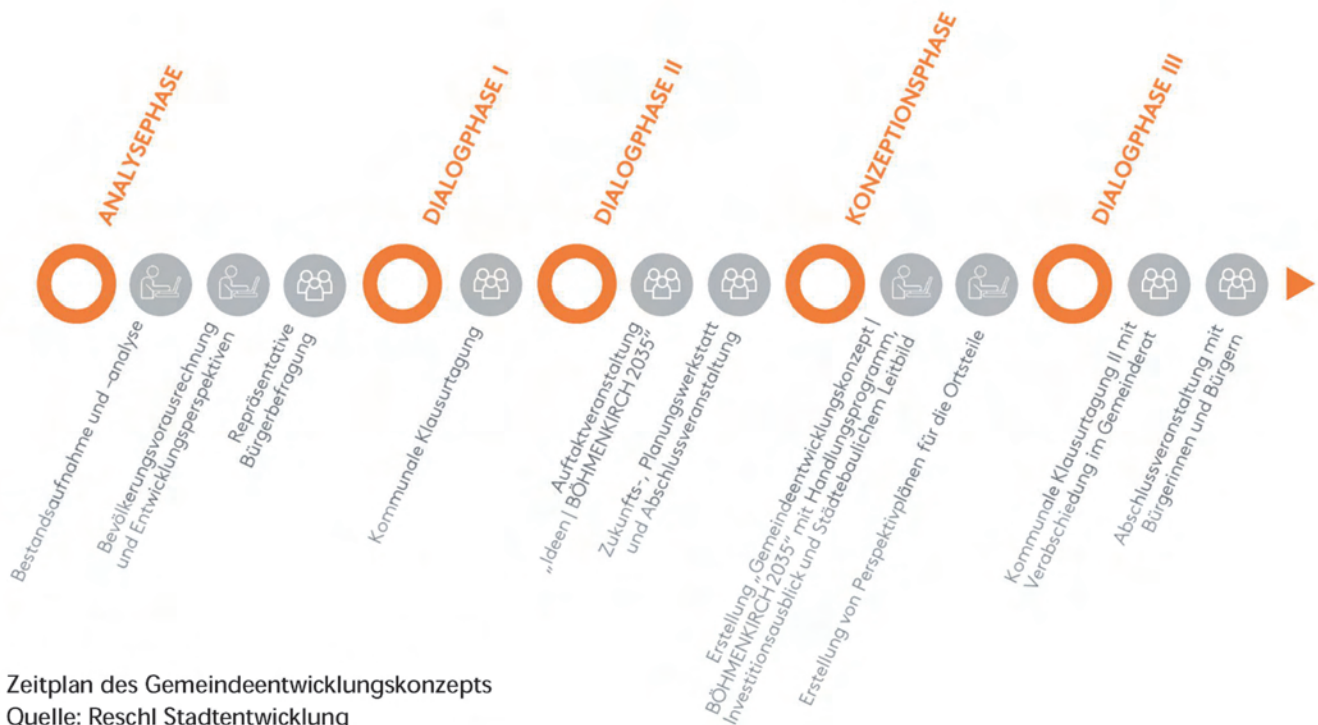 ANALYSEPHASE
Bestandsaufnahme und –analyse
Bevölkerungsvorausrechnung
und Entwicklungsperspektiven
Repräsentative
Bürgerbefragung
DIALOGPHASE I
Kommunale Klausurtagung
DIALOGPHASE II
Auftaktveranstaltung
„Ideen | BÖHMENKIRCH 2035“
Zukunfts-, Planungswerkstatt
und Abschlussveranstaltung
KONZEPTIONSPHASE
Erstellung „Gemeindeentwicklungskonzept |
BÖHMENKIRCH 2035“ mit Handlungsprogramm,
Investitionsausblick und Städtebaulichem Leitbild
Erstellung von Perspektivplänen für die Ortsteile
DIALOGPHASE III
Kommunale Klausurtagung II mit
Verabschiedung im Gemeinderat
Abschlussveranstaltung mit
Bürgerinnen und Bürgern
Zeitplan des Gemeindeentwicklungskonzepts
Quelle: Reschl Stadtentwicklung